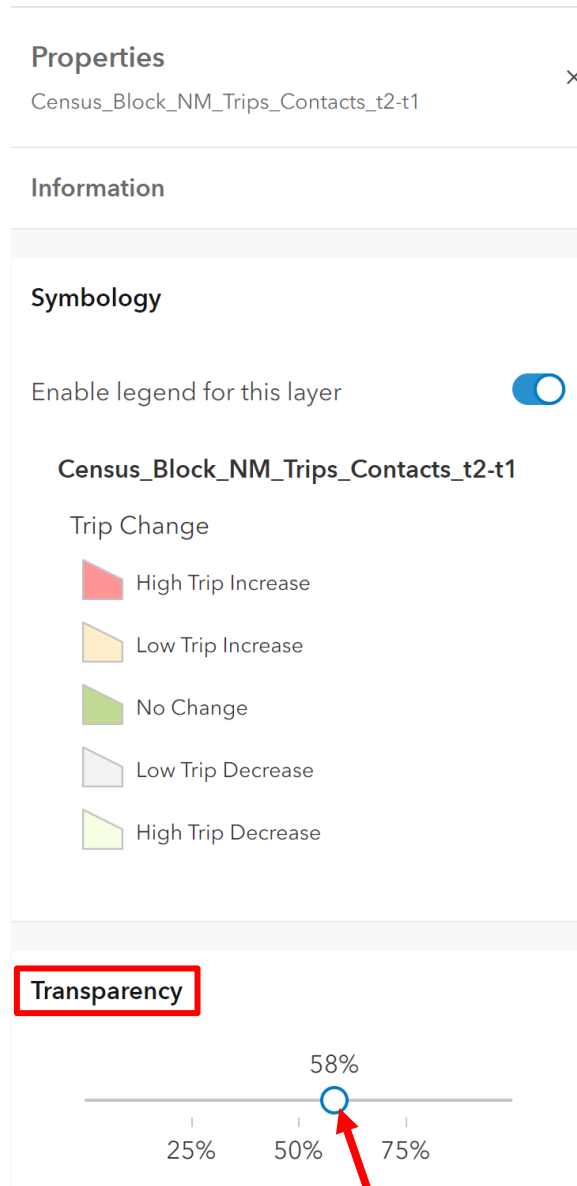 Properties
Census_Block_NM_Trips_Contacts_t2-t1
Information
Symbology
Enable legend for this layer
Census_Block_NM_Trips_Contacts_t2-t1
Trip Change
High Trip Increase
Low Trip Increase
No Change
Low Trip Decrease
High Trip Decrease
Transparency
58%
25% 50% 75%